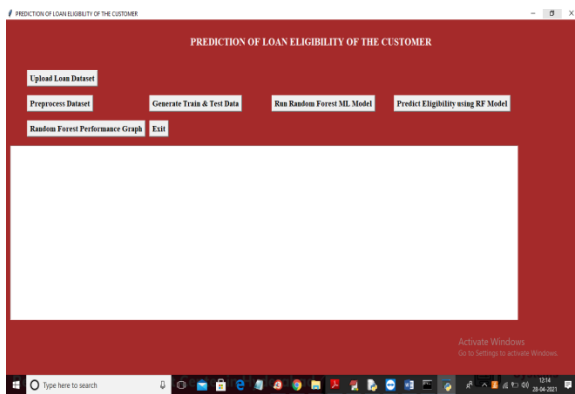 PREDICTION OF LOAN ELIGIBILITY OF THE CUSTOMER
PREDICTION OF LOAN ELIGIBILITY OF THE CUSTOMER
Upload Loan Dataset
Preprocess Dataset Generate Train & Test Data Run Random Forest ML Model Predict Eligibility using RF Model
Random Forest Performance Graph Exit
Activate Windows
Go to Settings to activate Windows.
Type here to search
12:14
28-04-2021